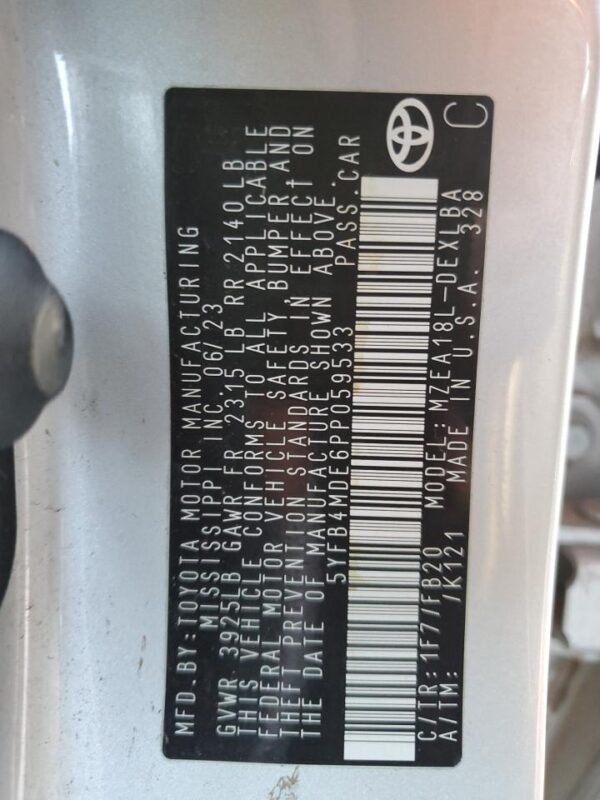 MFD.BY:TOYOTA MOTOR MANUFACTURING
MISSISSIPPI INC. 06/23
GVWR 3925LB GAWR FR 2315 LB RR 2140LB
THIS VEHICLE CONFORMS TO ALL APPLICABLE
FEDERAL MOTOR VEHICLE SAFETY, BUMPER, AND
THEFT PREVENTION STANDARDS IN EFFECT ON
THE DATE OF MANUFACTURE SHOWN ABOVE.
5YFB4MDE6PP059533 PASS.CAR
C/TR:1F7/FB20 MODEL:MZEA18L-DEXLBA
A/TM: /K121 MADE IN U.S.A. 328
C